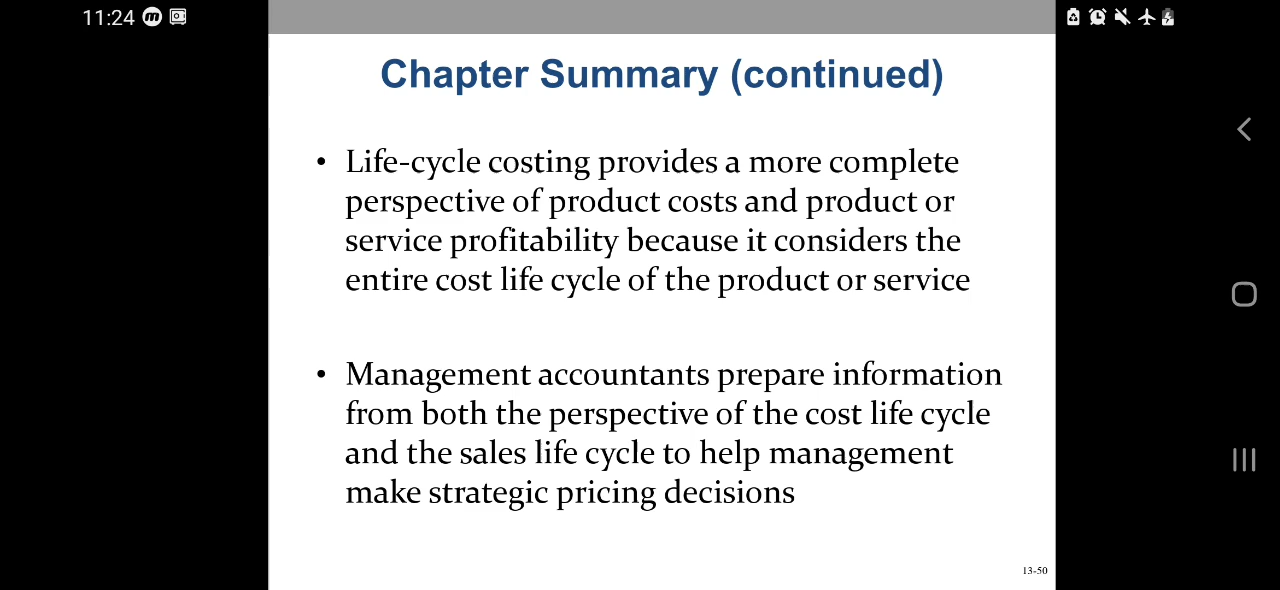 11:24
Chapter Summary (continued)
• Life-cycle costing provides a more complete
perspective of product costs and product or
service profitability because it considers the
entire cost life cycle of the product or service
• Management accountants prepare information
from both the perspective of the cost life cycle
and the sales life cycle to help management
make strategic pricing decisions
13-50